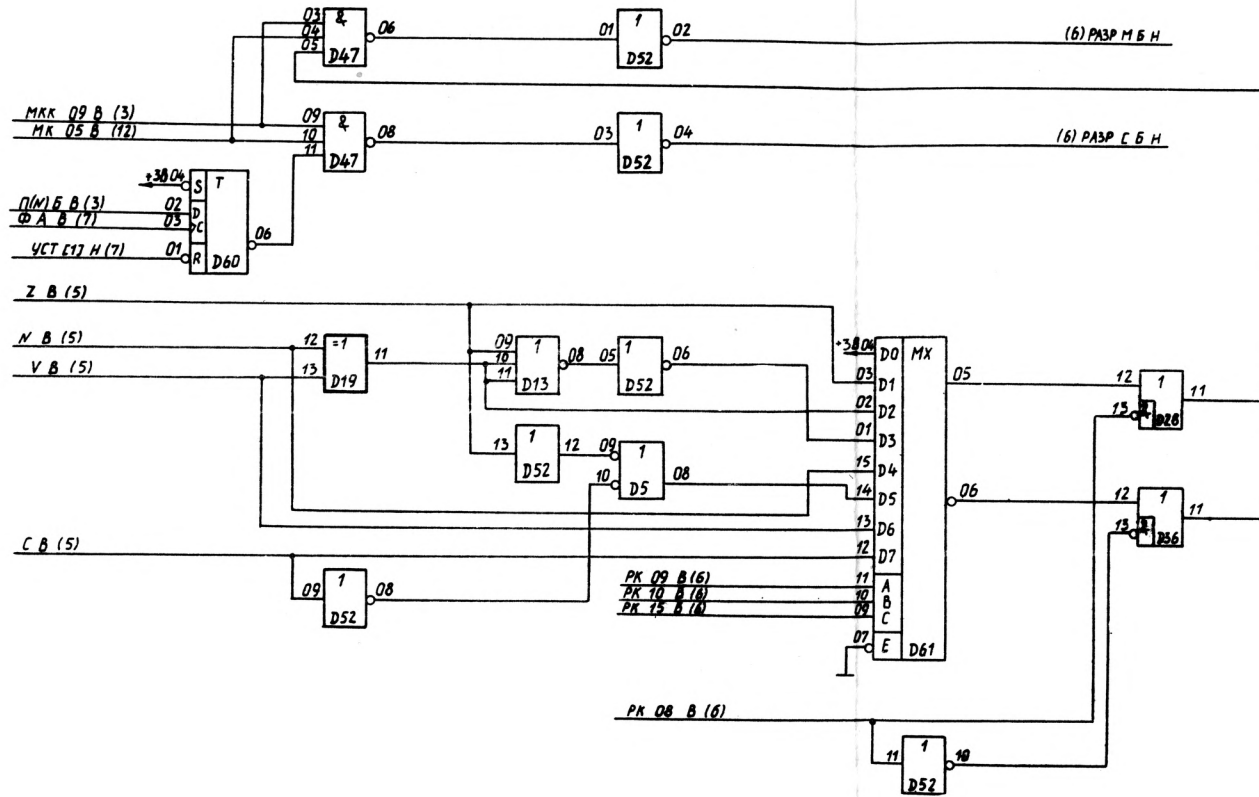 03 & 06 01 1 02 (6) РАЗР М Б Н
04
05
D47 D52
МКК 09 В (3) 09 & 08 03 1 04 (6) РАЗР С Б Н
МК 05 В (12) 10
11
D47 D52
+3В 04 S T
П(N) Б В (3) 02 D
Ф А В (7) 03 C 06
УСТ [1] Н (7) 01 R
D60
Z В (5)
N В (5) 12 =1 11
V В (5) 13 D19
09 1 08 05 1 06
10
11 D13 D52
13 1 12 09 1 08
D52 10 D5
С В (5)
09 1 08
D52
+3В 04 D0 MX
03 D1 05
02 D2
01 D3
15 D4
14 D5 06
13 D6
12 D7
РК 09 В (6) 11 A
РК 10 В (6) 10 B
РК 15 В (6) 09 C
07 E D61
12 1 11
13 D28
12 1 11
13 D36
РК 08 В (6)
11 1 10
D52